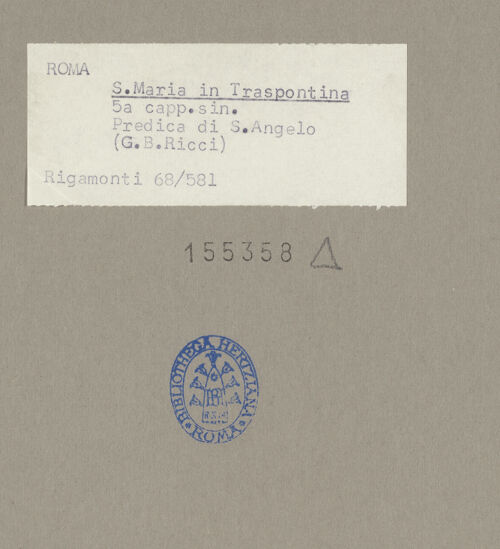 ROMA
S.Maria in Traspontina
5a capp.sin.
Predica di S.Angelo
(G.B.Ricci)
Rigamonti 68/581
155358
BIBLIOTHECA HERTZIANA
ROMA